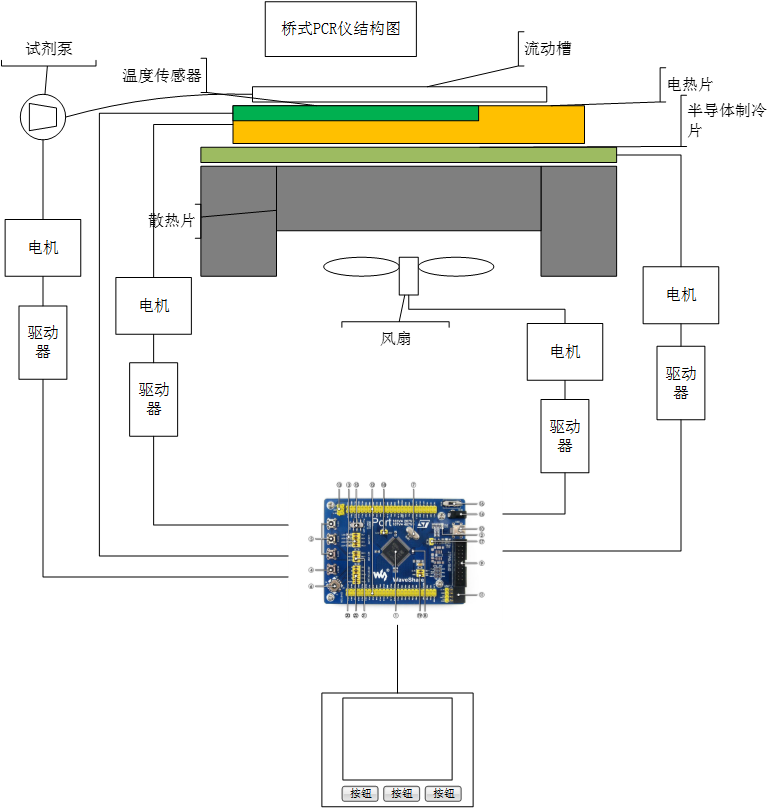 桥式PCR仪结构图
试剂泵
流动槽
温度传感器
电热片
半导体制冷
片
散热片
电机
电机
电机
电机
驱动
器
驱动
器
驱动
器
驱动
器
风扇
Port
WaveShare
按钮
按钮
按钮